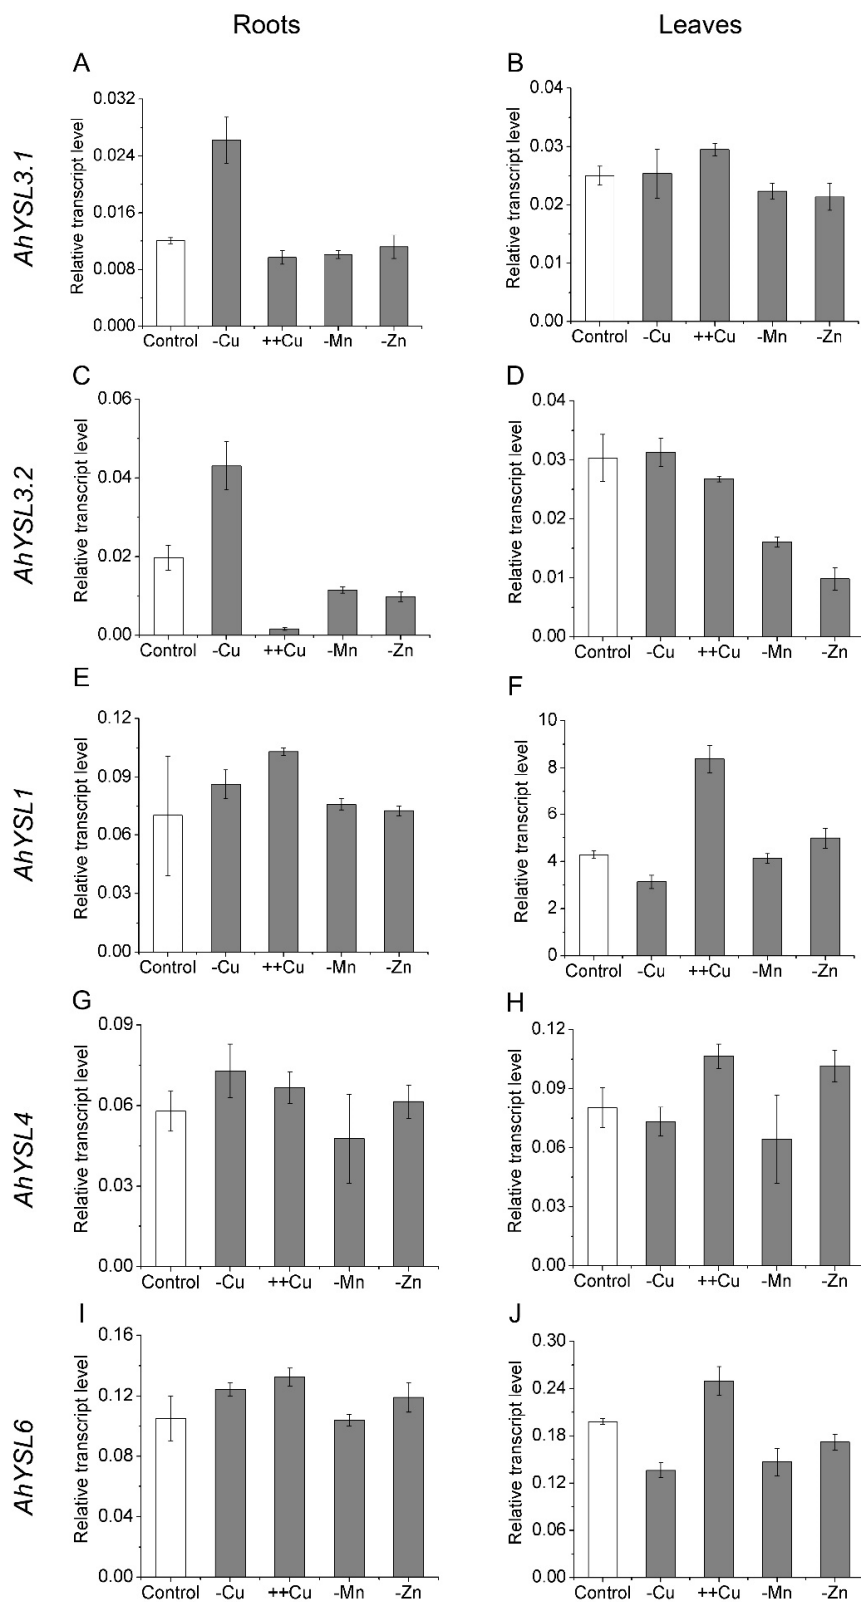 Roots
Leaves
AhYSL3.1
A
Relative transcript level
0.032
0.024
0.016
0.008
0.000
Control -Cu ++Cu -Mn -Zn
B
Relative transcript level
0.04
0.03
0.02
0.01
0.00
Control -Cu ++Cu -Mn -Zn
AhYSL3.2
C
Relative transcript level
0.06
0.04
0.02
0.00
Control -Cu ++Cu -Mn -Zn
D
Relative transcript level
0.04
0.03
0.02
0.01
0.00
Control -Cu ++Cu -Mn -Zn
AhYSL1
E
Relative transcript level
0.12
0.09
0.06
0.03
0.00
Control -Cu ++Cu -Mn -Zn
F
Relative transcript level
10
8
6
4
2
0
Control -Cu ++Cu -Mn -Zn
AhYSL4
G
Relative transcript level
0.09
0.06
0.03
0.00
Control -Cu ++Cu -Mn -Zn
H
Relative transcript level
0.12
0.09
0.06
0.03
0.00
Control -Cu ++Cu -Mn -Zn
AhYSL6
I
Relative transcript level
0.16
0.12
0.08
0.04
0.00
Control -Cu ++Cu -Mn -Zn
J
Relative transcript level
0.30
0.24
0.18
0.12
0.06
0.00
Control -Cu ++Cu -Mn -Zn